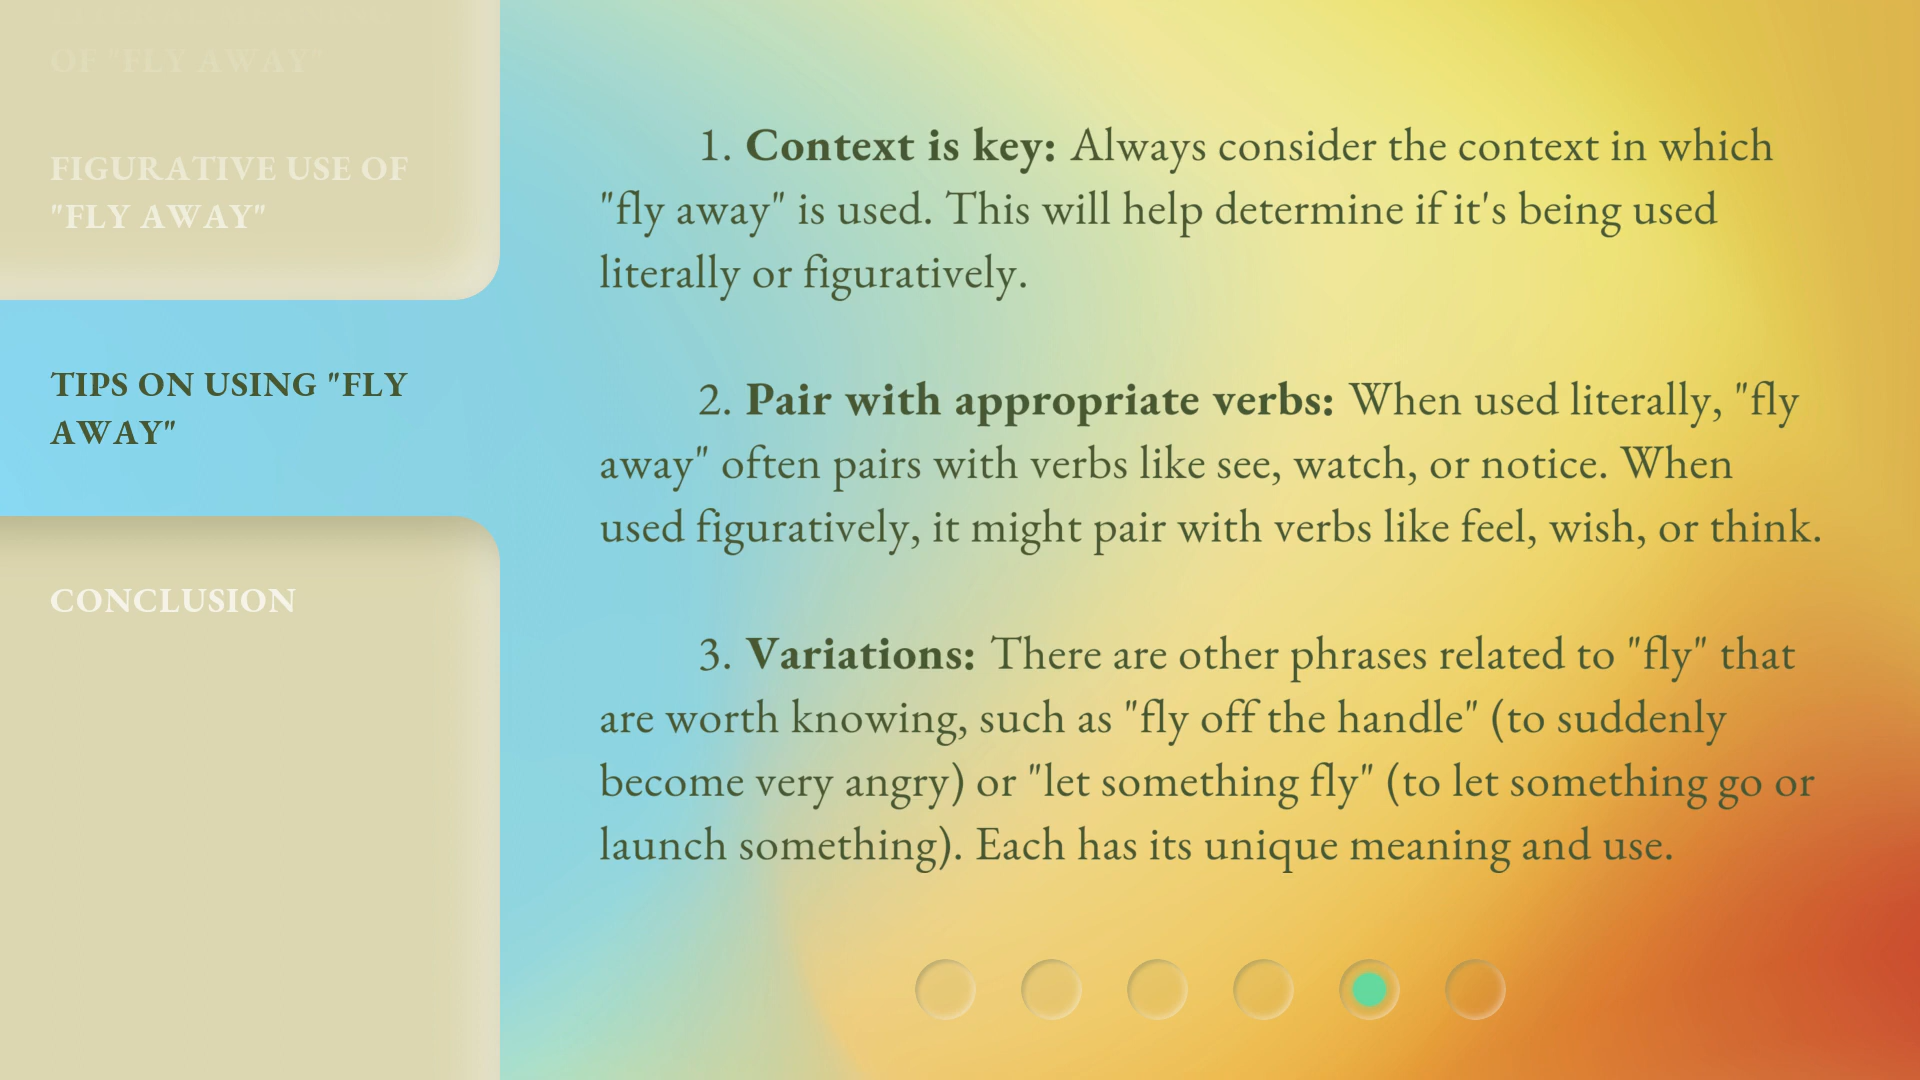 OF "FLY AWAY"
FIGURATIVE USE OF
"FLY AWAY"
TIPS ON USING "FLY
AWAY"
CONCLUSION
1. Context is key: Always consider the context in which
"fly away" is used. This will help determine if it's being used
literally or figuratively.
2. Pair with appropriate verbs: When used literally, "fly
away" often pairs with verbs like see, watch, or notice. When
used figuratively, it might pair with verbs like feel, wish, or think.
3. Variations: There are other phrases related to "fly" that
are worth knowing, such as "fly off the handle" (to suddenly
become very angry) or "let something fly" (to let something go or
launch something). Each has its unique meaning and use.